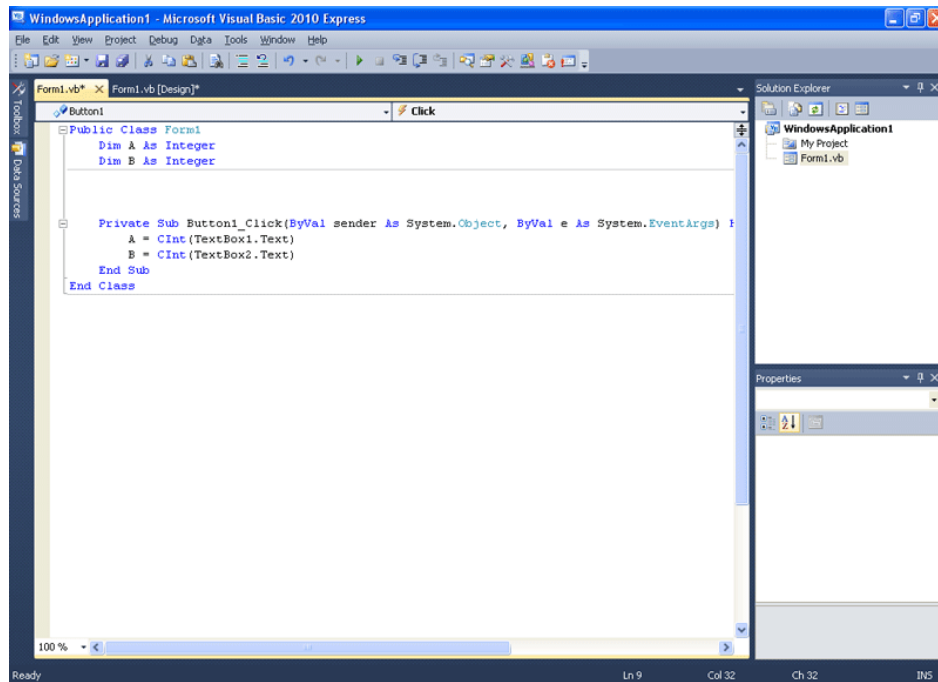 WindowsApplication1 - Microsoft Visual Basic 2010 Express
File Edit View Project Debug Data Tools Window Help
Form1.vb* Form1.vb [Design]*
Button1 Click
Public Class Form1
Dim A As Integer
Dim B As Integer
Private Sub Button1_Click(ByVal sender As System.Object, ByVal e As System.EventArgs) H
A = CInt(TextBox1.Text)
B = CInt(TextBox2.Text)
End Sub
End Class
100 %
Toolbox
Data Sources
Solution Explorer
WindowsApplication1
My Project
Form1.vb
Properties
Ready Ln 9 Col 32 Ch 32 INS